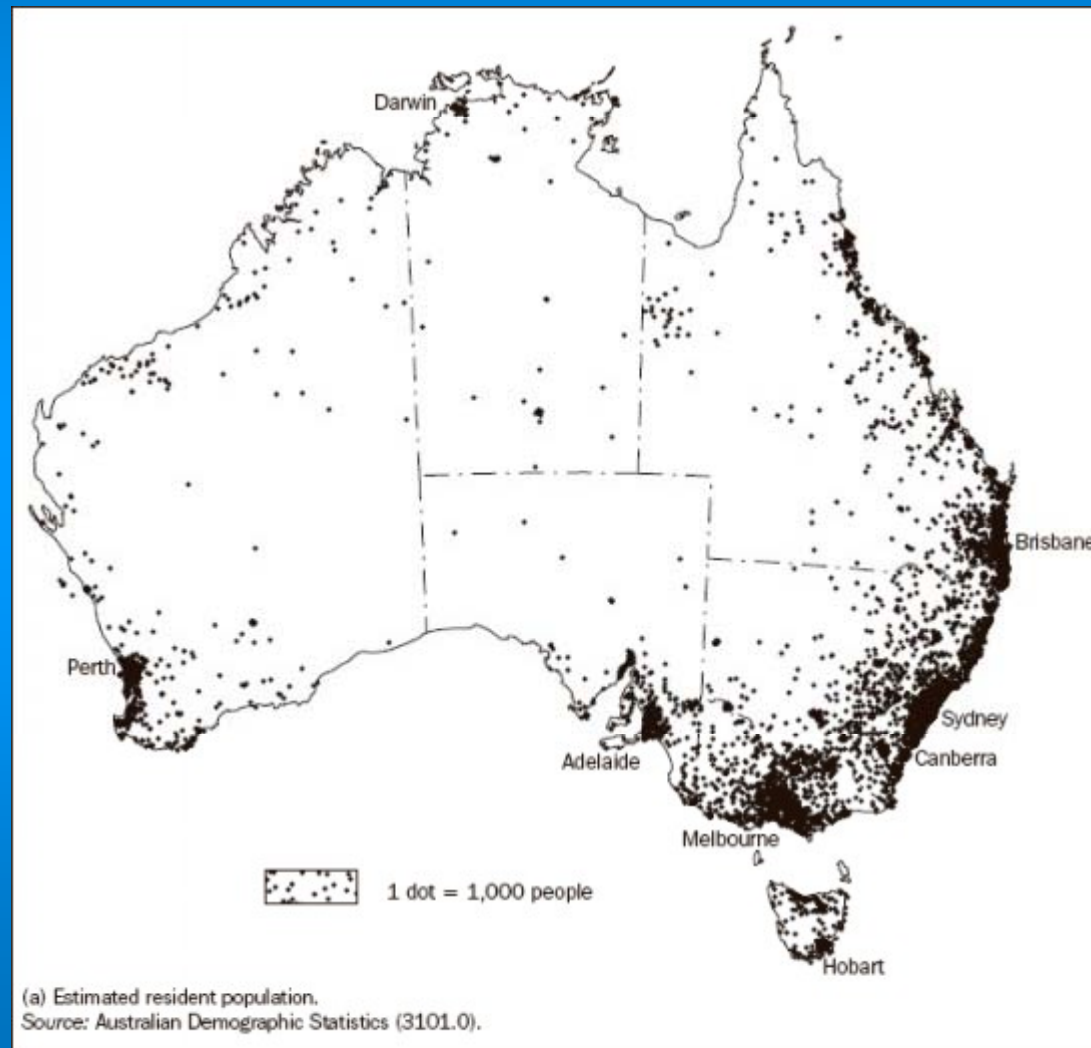 Darwin
Brisbane
Perth
Sydney
Adelaide
Canberra
Melbourne
1 dot = 1,000 people
Hobart
(a) Estimated resident population.
Source: Australian Demographic Statistics (3101.0).